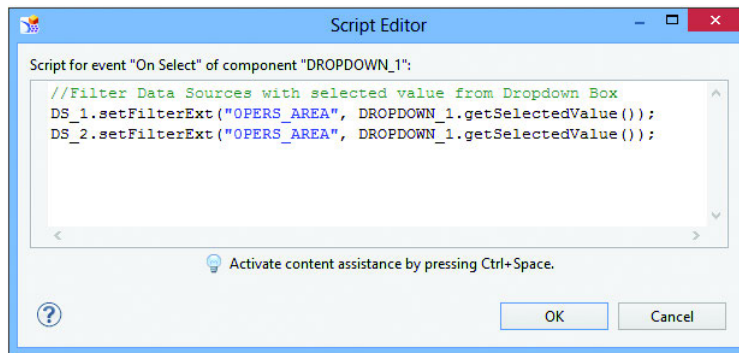 Script Editor
Script for event "On Select" of component "DROPDOWN_1":
//Filter Data Sources with selected value from Dropdown Box
DS_1.setFilterExt("0PERS_AREA", DROPDOWN_1.getSelectedValue());
DS_2.setFilterExt("0PERS_AREA", DROPDOWN_1.getSelectedValue());
Activate content assistance by pressing Ctrl+Space.
OK
Cancel